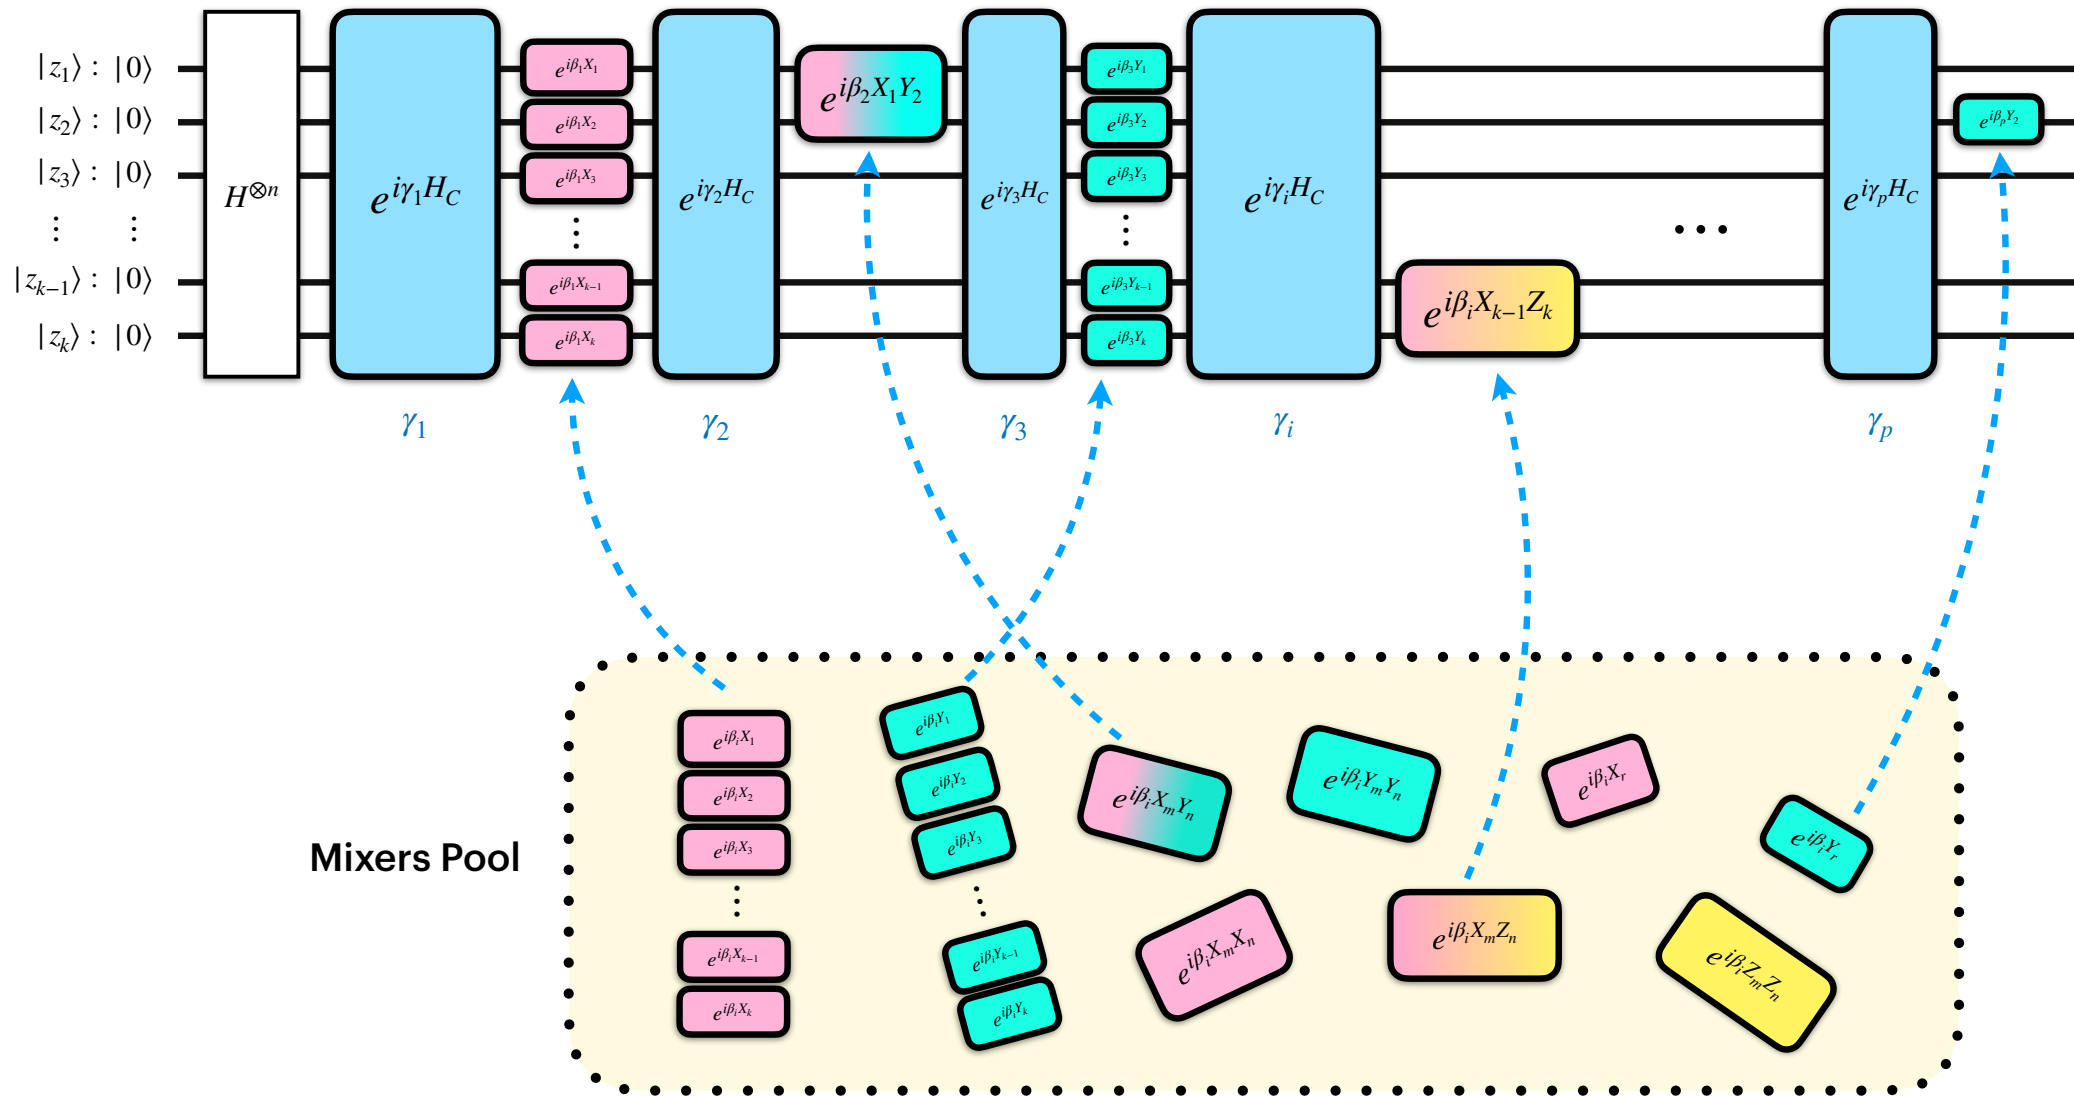 |z₁⟩ : |0⟩
|z₂⟩ : |0⟩
|z₃⟩ : |0⟩
⋮ ⋮
|zₖ₋₁⟩ : |0⟩
|zₖ⟩ : |0⟩
H^{⊗n}
e^{iγ₁H_C}
e^{iβ₁X₁}
e^{iβ₁X₂}
e^{iβ₁X₃}
⋮
e^{iβ₁X_{k−1}}
e^{iβ₁X_k}
e^{iγ₂H_C}
e^{iβ₂X₁Y₂}
e^{iγ₃H_C}
e^{iβ₃Y₁}
e^{iβ₃Y₂}
e^{iβ₃Y₃}
⋮
e^{iβ₃Y_{k−1}}
e^{iβ₃Y_k}
e^{iγ_iH_C}
e^{iβ_iX_{k−1}Z_k}
…
e^{iγ_pH_C}
e^{iβ_pY₂}
γ₁ γ₂ γ₃ γ_i γ_p
Mixers Pool
e^{iβ_iX₁}
e^{iβ_iX₂}
e^{iβ_iX₃}
⋮
e^{iβ_iX_{k−1}}
e^{iβ_iX_k}
e^{iβ_iY₁}
e^{iβ_iY₂}
e^{iβ_iY₃}
⋮
e^{iβ_iY_{k−1}}
e^{iβ_iY_k}
e^{iβ_iX_mY_n}
e^{iβ_iY_mY_n}
e^{iβ_iX_r}
e^{iβ_iY_r}
e^{iβ_iX_mX_n}
e^{iβ_iX_mZ_n}
e^{iβ_iZ_mZ_n}